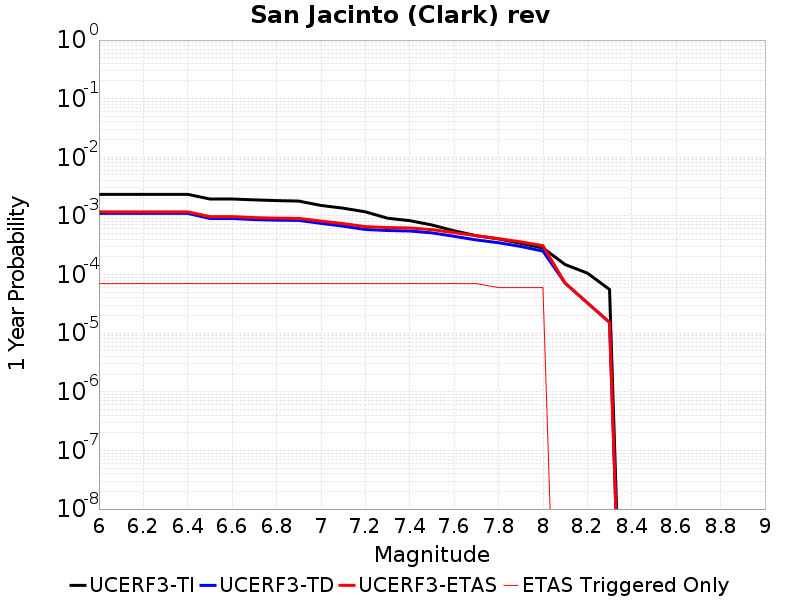 San Jacinto (Clark) rev
10^0
10^-1
10^-2
10^-3
10^-4
10^-5
10^-6
10^-7
10^-8
1 Year Probability
6 6.2 6.4 6.6 6.8 7 7.2 7.4 7.6 7.8 8 8.2 8.4 8.6 8.8 9
Magnitude
UCERF3-TI UCERF3-TD UCERF3-ETAS ETAS Triggered Only